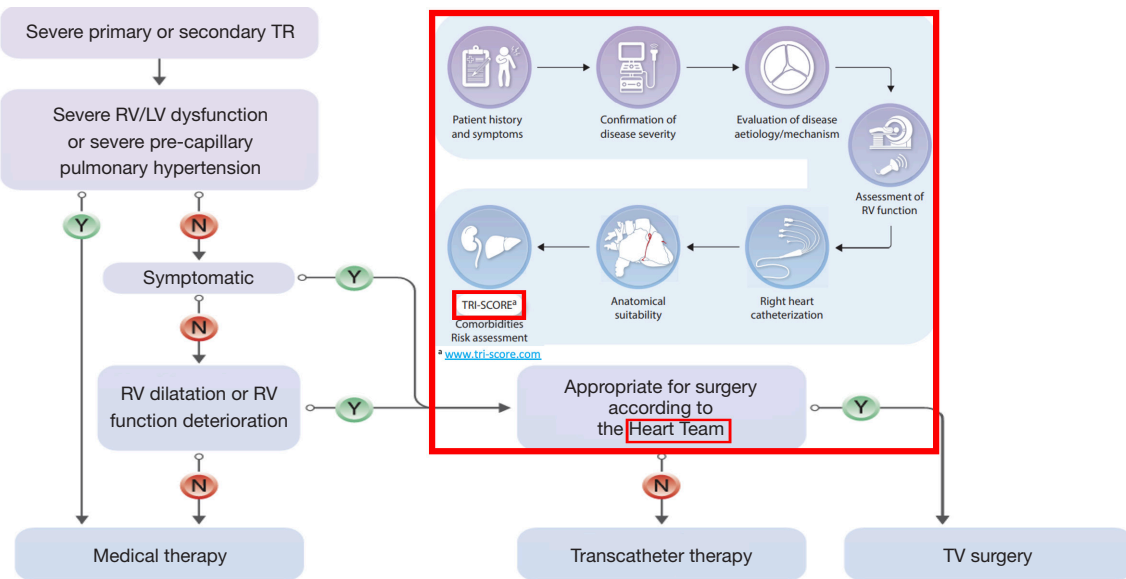 Severe primary or secondary TR
Severe RV/LV dysfunction
or severe pre-capillary
pulmonary hypertension
Y
N
Symptomatic
Y
N
RV dilatation or RV
function deterioration
Y
N
Medical therapy
Patient history
and symptoms
Confirmation of
disease severity
Evaluation of disease
aetiology/mechanism
Assessment of
RV function
Right heart
catheterization
Anatomical
suitability
TRI-SCOREᵃ
Comorbidities
Risk assessment
ᵃ www.tri-score.com
Appropriate for surgery
according to
the Heart Team
Y
N
Transcatheter therapy
TV surgery